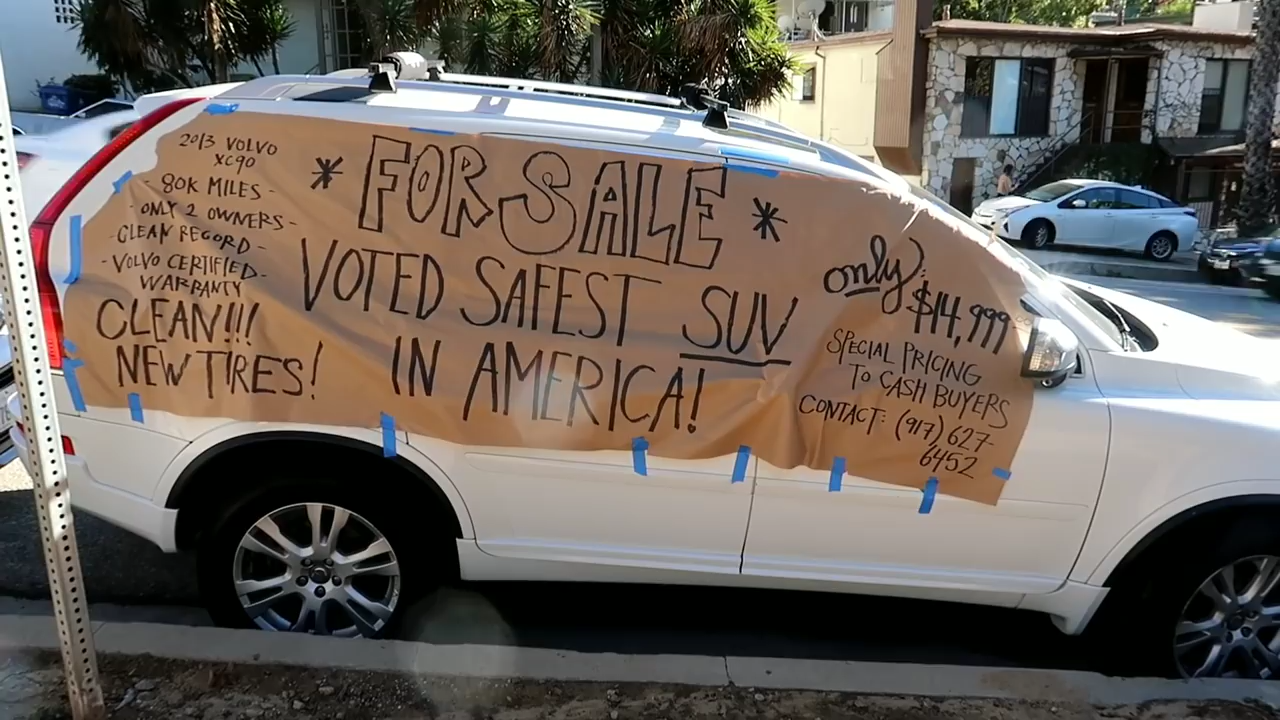 2013 VOLVO
XC90
- 80K MILES -
- ONLY 2 OWNERS -
- CLEAN RECORD -
- VOLVO CERTIFIED -
WARRANTY
CLEAN!!!
NEW TIRES!
* FOR SALE *
VOTED SAFEST SUV
IN AMERICA!
only:
$14,999
SPECIAL PRICING
TO CASH BUYERS
CONTACT: (917) 627-
6452